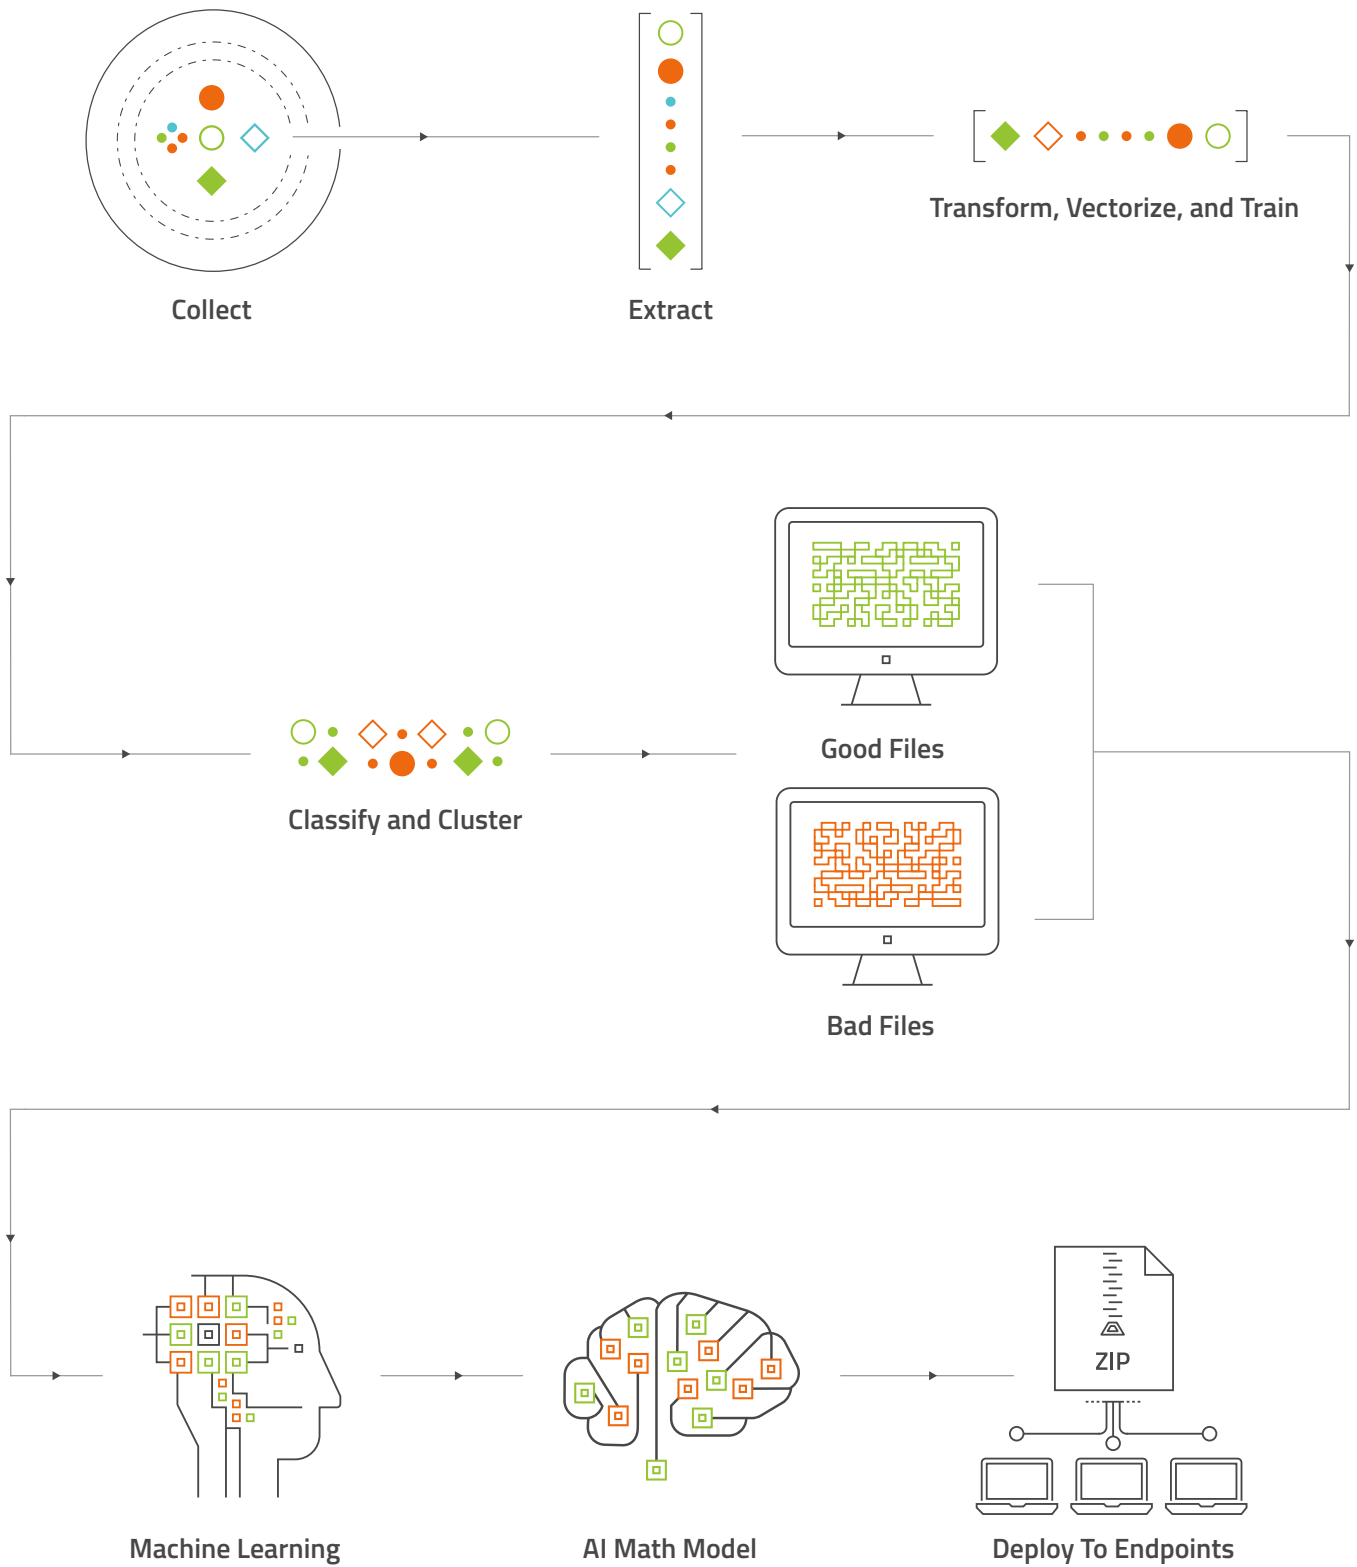 Collect
Extract
Transform, Vectorize, and Train
Classify and Cluster
Good Files
Bad Files
Machine Learning
AI Math Model
ZIP
Deploy To Endpoints